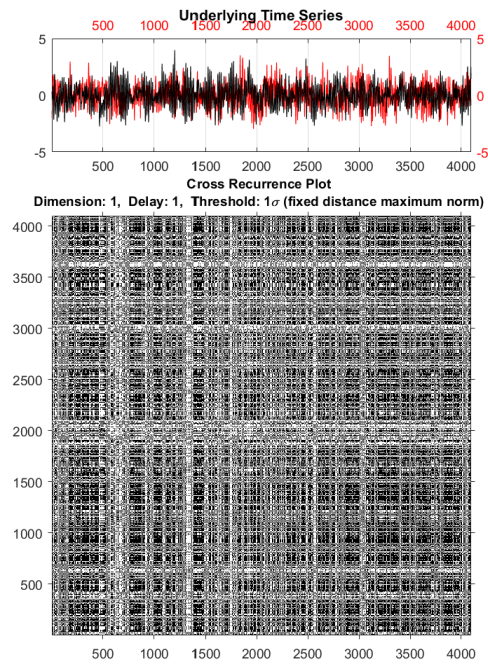 Underlying Time Series
500 1000 1500 2000 2500 3000 3500 4000
5 5
0 0
-5 -5
500 1000 1500 2000 2500 3000 3500 4000
Cross Recurrence Plot
Dimension: 1, Delay: 1, Threshold: 1σ (fixed distance maximum norm)
4000
3500
3000
2500
2000
1500
1000
500
500 1000 1500 2000 2500 3000 3500 4000